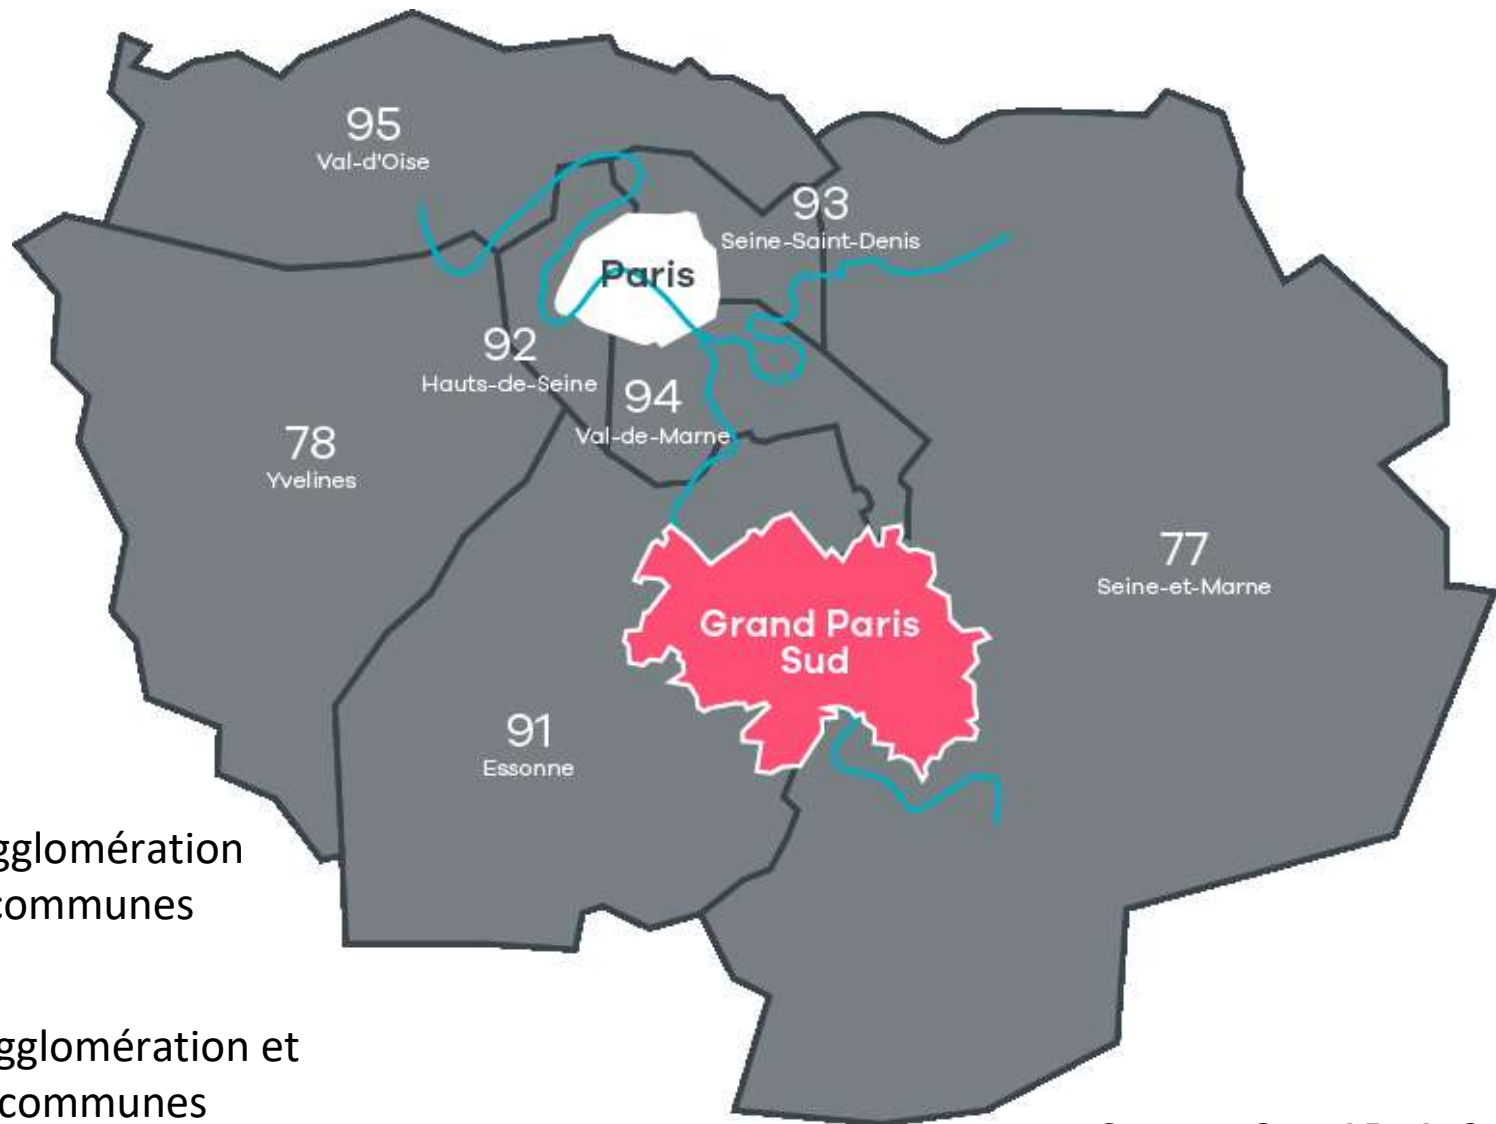 95
Val-d'Oise
93
Seine-Saint-Denis
Paris
92
Hauts-de-Seine
94
Val-de-Marne
78
Yvelines
77
Seine-et-Marne
Grand Paris
Sud
91
Essonne
gglomération
communes
gglomération et
communes